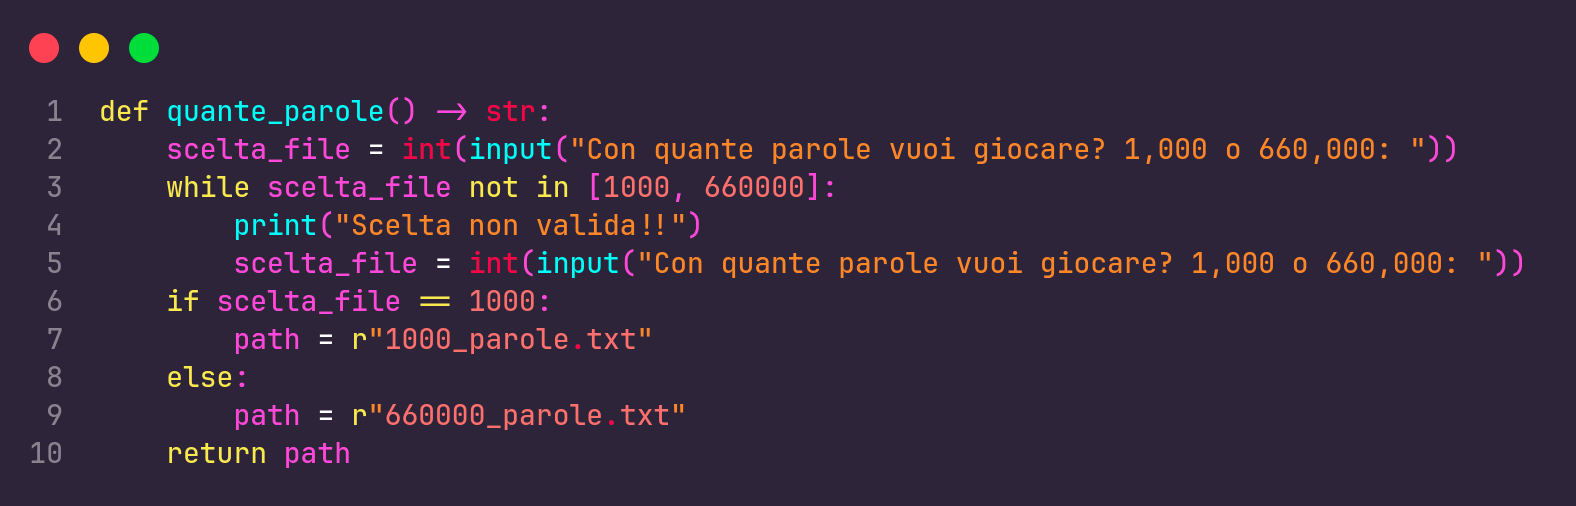 1 def quante_parole() -> str:
2     scelta_file = int(input("Con quante parole vuoi giocare? 1,000 o 660,000: "))
3     while scelta_file not in [1000, 660000]:
4         print("Scelta non valida!!")
5         scelta_file = int(input("Con quante parole vuoi giocare? 1,000 o 660,000: "))
6     if scelta_file == 1000:
7         path = r"1000_parole.txt"
8     else:
9         path = r"660000_parole.txt"
10     return path